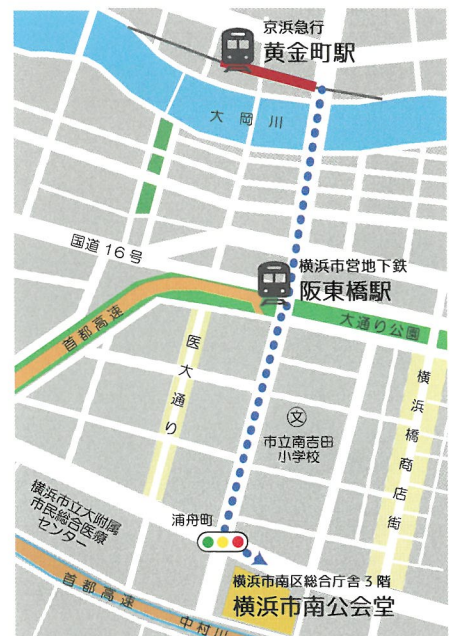 京浜急行
黄金町駅
大岡川
国道16号
横浜市営地下鉄
阪東橋駅
首都高速
大通り公園
医大通り
横浜橋商店街
文
市立南吉田
小学校
横浜市立大附属
市民総合医療
センター
浦舟町
首都高速
中村川
横浜市南区総合庁舎3階
横浜市南公会堂